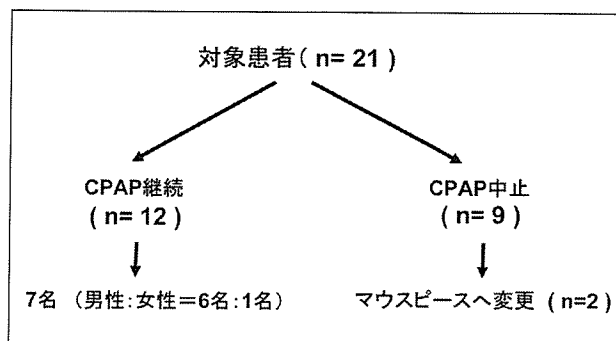 対象患者( n= 21 )
CPAP継続
( n= 12 )
CPAP中止
( n= 9 )
7名 (男性:女性=6名:1名)
マウスピースへ変更 ( n=2 )